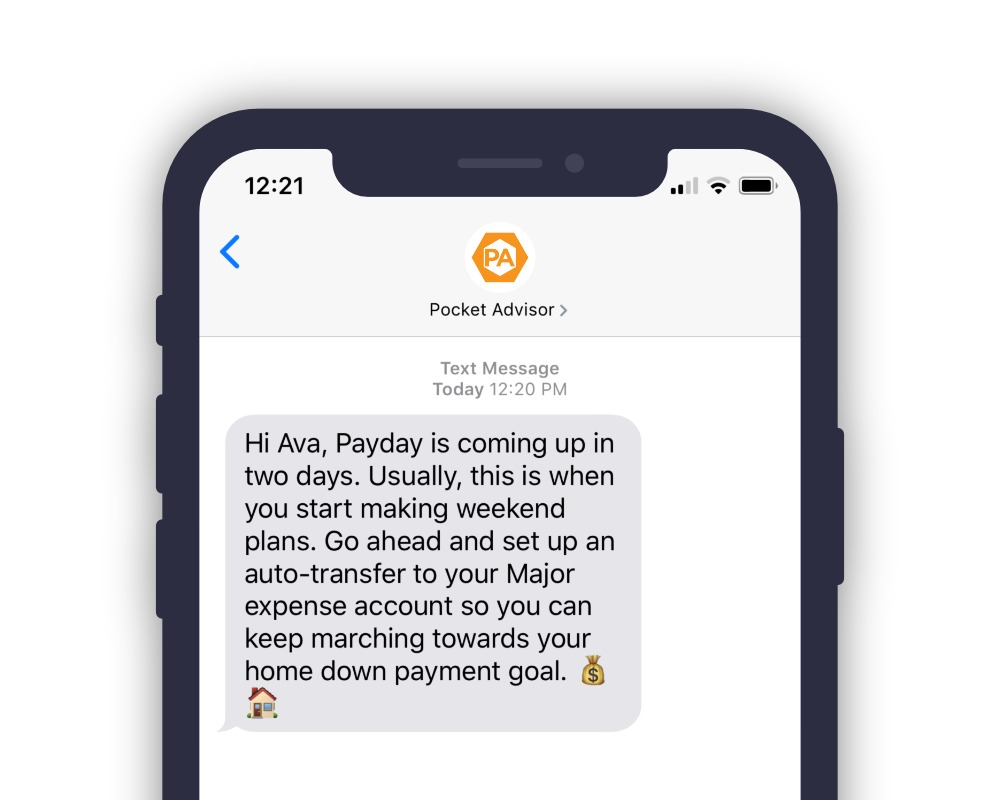 12:21
PA
Pocket Advisor
Text Message
Today 12:20 PM
Hi Ava, Payday is coming up in
two days. Usually, this is when
you start making weekend
plans. Go ahead and set up an
auto-transfer to your Major
expense account so you can
keep marching towards your
home down payment goal. 💰
🏠